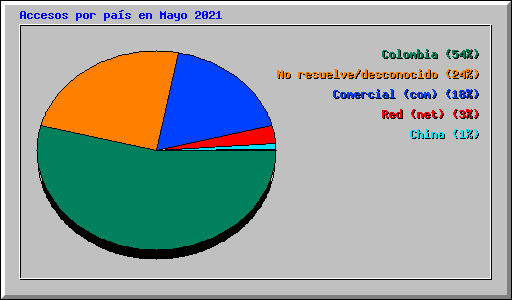 Accesos por país en Mayo 2021
Colombia (54%)
No resuelve/desconocido (24%)
Comercial (com) (18%)
Red (net) (3%)
China (1%)